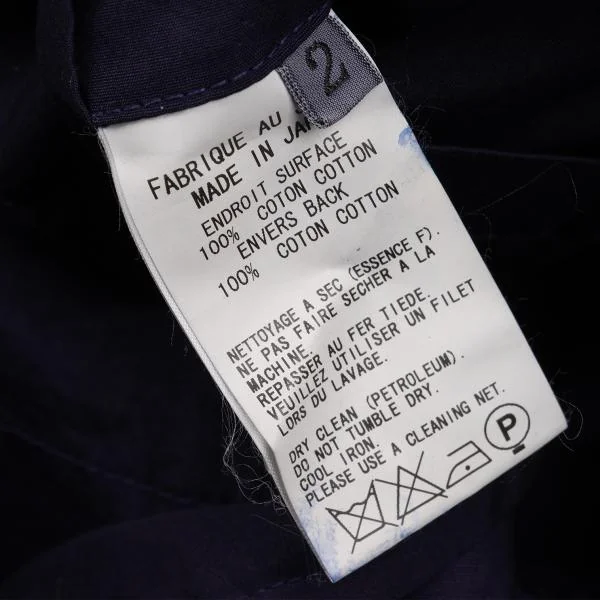 2
FABRIQUE AU
MADE IN
ENDROIT SURFACE
100% COTON COTTON
ENVERS BACK
100% COTON COTTON
NETTOYAGE A SEC (ESSENCE F).
NE PAS FAIRE SECHER A LA
MACHINE.
REPASSER AU FER TIEDE.
VEUILLEZ UTILISER UN FILET
LORS DU LAVAGE.
DRY CLEAN (PETROLEUM).
DO NOT TUMBLE DRY.
COOL IRON.
PLEASE USE A CLEANING NET.
P